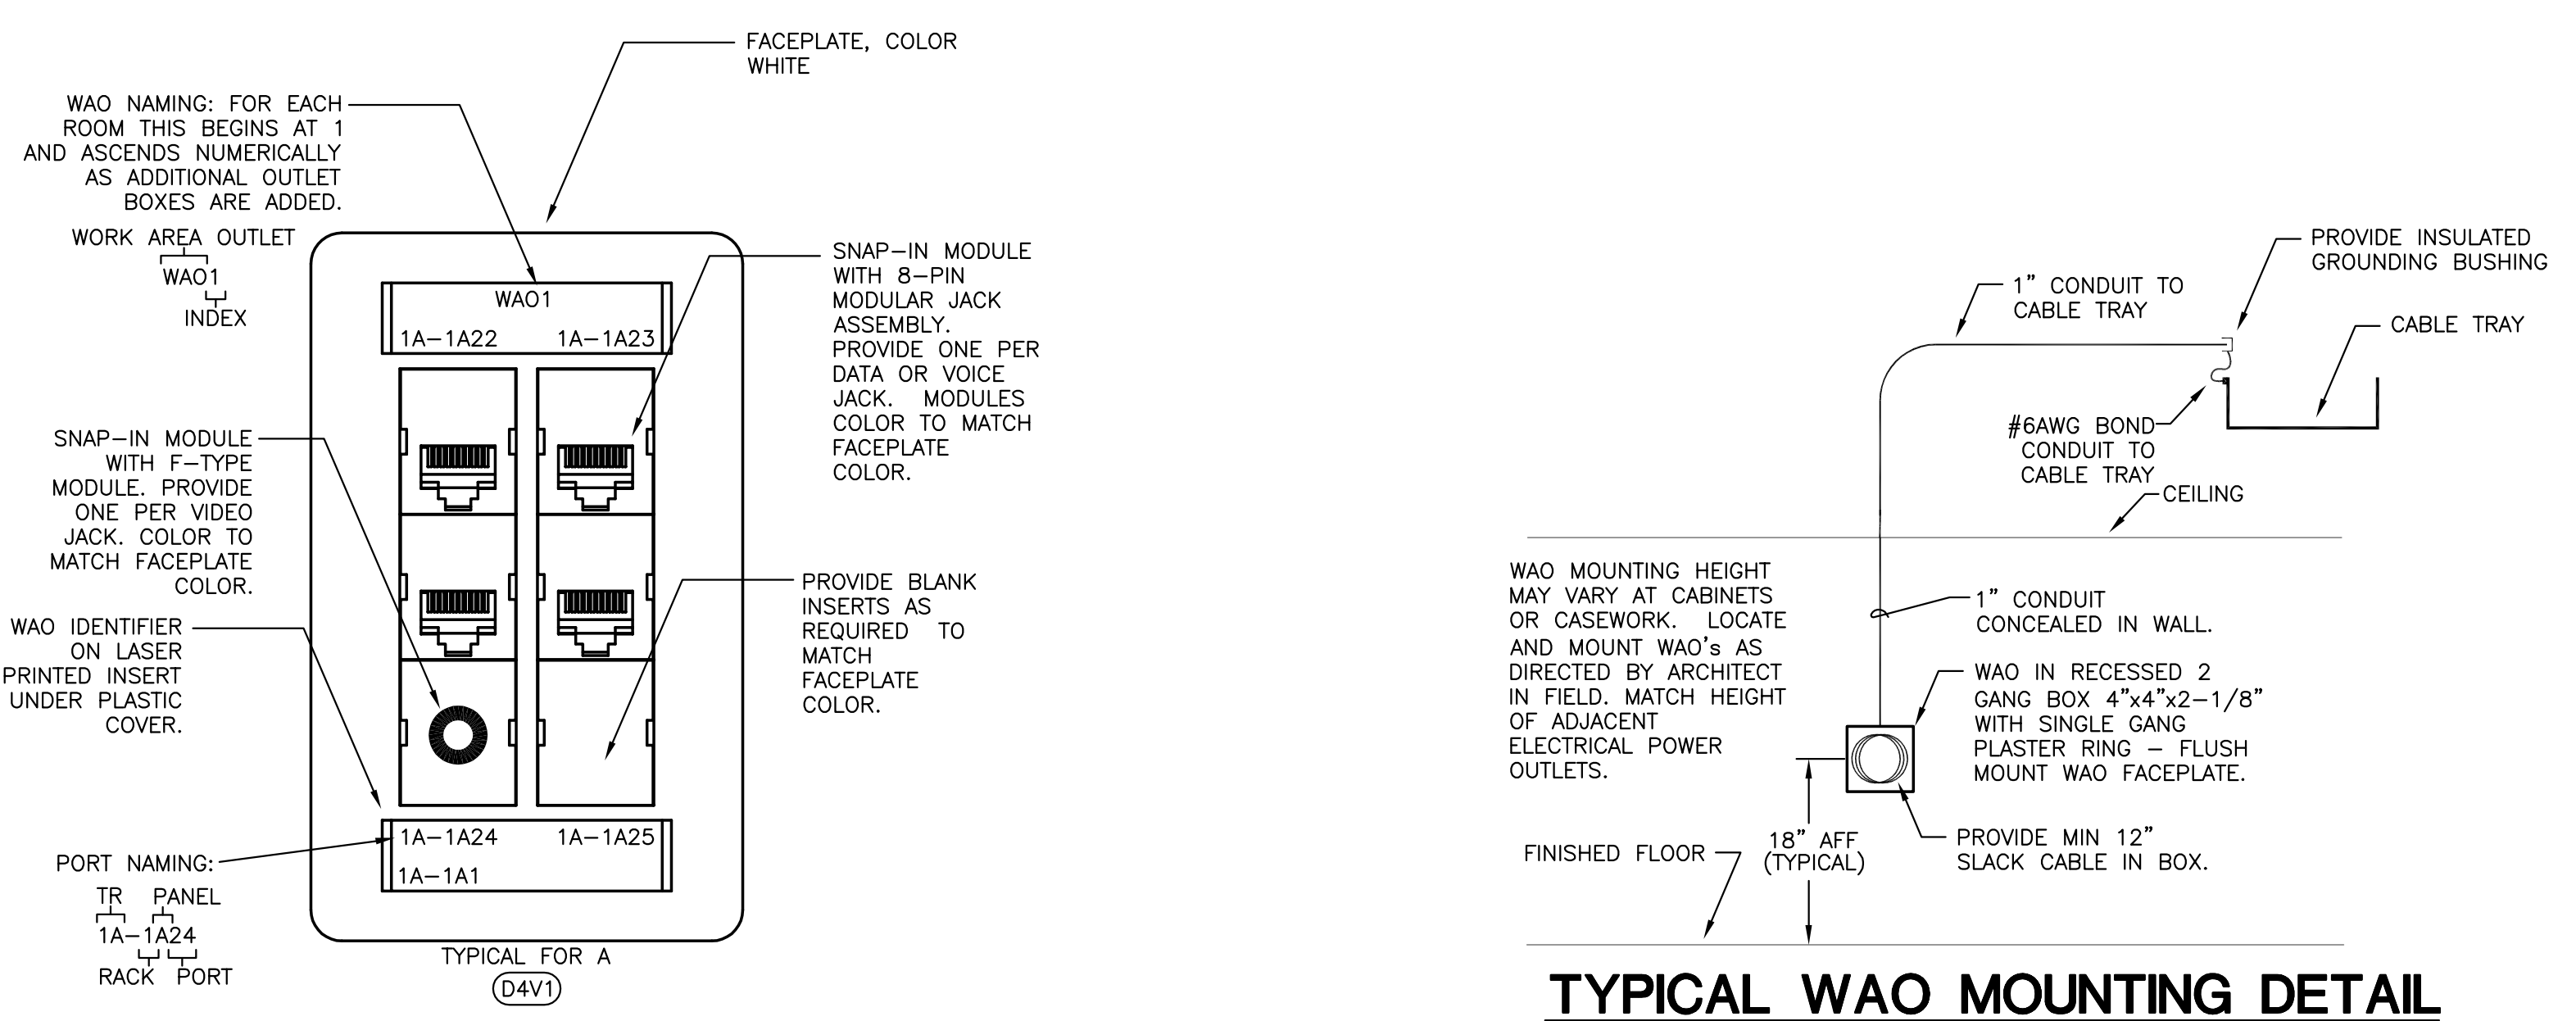 FACEPLATE, COLOR
WHITE
WAO NAMING: FOR EACH
ROOM THIS BEGINS AT 1
AND ASCENDS NUMERICALLY
AS ADDITIONAL OUTLET
BOXES ARE ADDED.
WORK AREA OUTLET
WAO1
INDEX
WAO1
1A-1A22 1A-1A23
SNAP-IN MODULE
WITH 8-PIN
MODULAR JACK
ASSEMBLY.
PROVIDE ONE PER
DATA OR VOICE
JACK. MODULES
COLOR TO MATCH
FACEPLATE
COLOR.
SNAP-IN MODULE
WITH F-TYPE
MODULE. PROVIDE
ONE PER VIDEO
JACK. COLOR TO
MATCH FACEPLATE
COLOR.
PROVIDE BLANK
INSERTS AS
REQUIRED TO
MATCH
FACEPLATE
COLOR.
WAO IDENTIFIER
ON LASER
PRINTED INSERT
UNDER PLASTIC
COVER.
1A-1A24 1A-1A25
1A-1A1
PORT NAMING:
TR PANEL
1A-1A24
RACK PORT
TYPICAL FOR A
D4V1
PROVIDE INSULATED
GROUNDING BUSHING
1" CONDUIT TO
CABLE TRAY
CABLE TRAY
#6AWG BOND
CONDUIT TO
CABLE TRAY
CEILING
WAO MOUNTING HEIGHT
MAY VARY AT CABINETS
OR CASEWORK. LOCATE
AND MOUNT WAO's AS
DIRECTED BY ARCHITECT
IN FIELD. MATCH HEIGHT
OF ADJACENT
ELECTRICAL POWER
OUTLETS.
1" CONDUIT
CONCEALED IN WALL.
WAO IN RECESSED 2
GANG BOX 4"x4"x2-1/8"
WITH SINGLE GANG
PLASTER RING - FLUSH
MOUNT WAO FACEPLATE.
18" AFF
(TYPICAL)
PROVIDE MIN 12"
SLACK CABLE IN BOX.
FINISHED FLOOR
TYPICAL WAO MOUNTING DETAIL